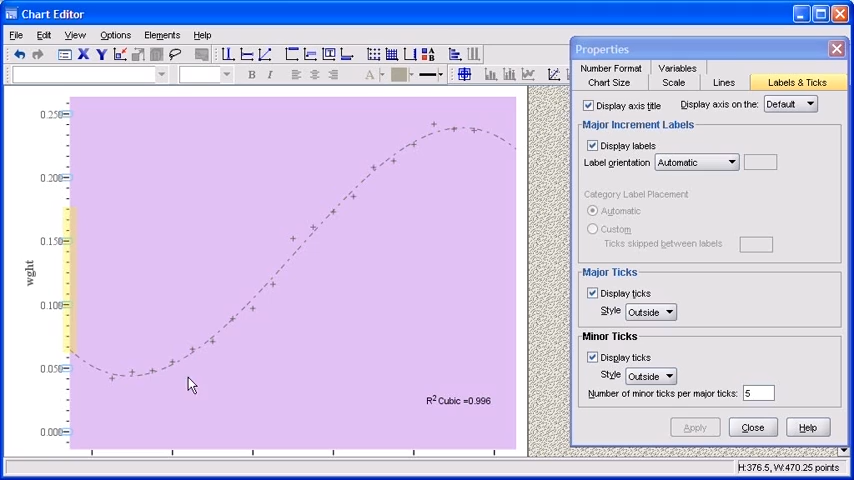 Chart Editor
File Edit View Options Elements Help
B I A
Properties
Number Format Variables
Chart Size Scale Lines Labels & Ticks
Display axis title Display axis on the: Default
Major Increment Labels
Display labels
Label orientation Automatic
Category Label Placement
Automatic
Custom
Ticks skipped between labels
Major Ticks
Display ticks
Style Outside
Minor Ticks
Display ticks
Style Outside
Number of minor ticks per major ticks: 5
Apply Close Help
0.250
0.200
0.150
0.100
0.050
0.000
wght
R2 Cubic =0.996
H:376.5, W:470.25 points